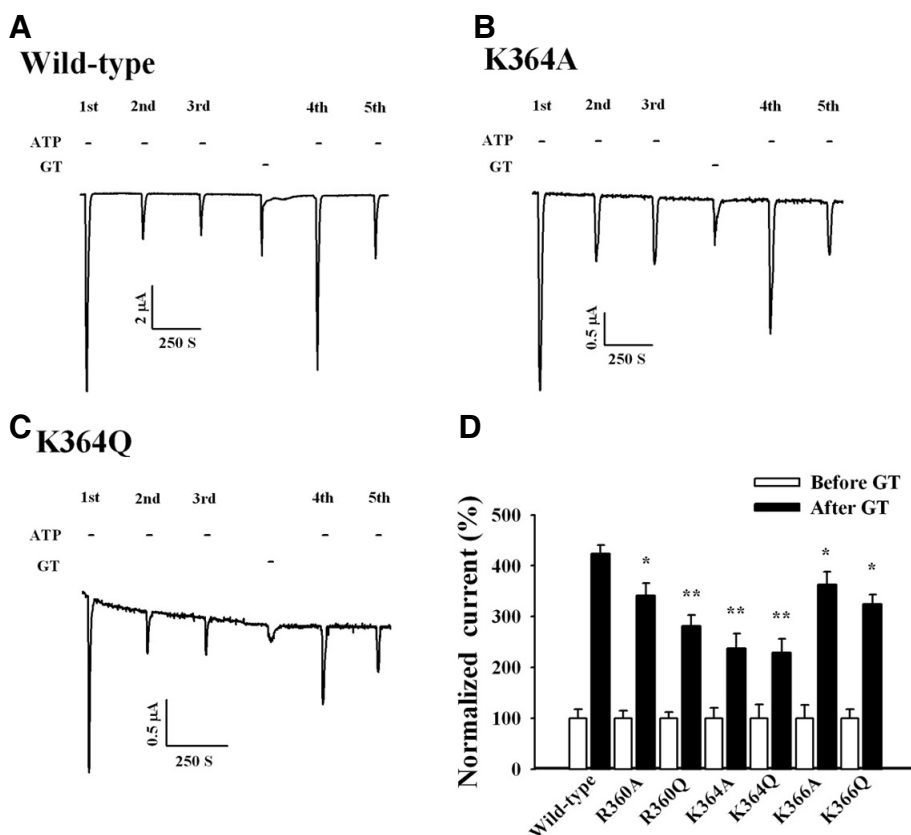 A
Wild-type
1st 2nd 3rd 4th 5th
ATP
GT
2 μA
250 S
B
K364A
1st 2nd 3rd 4th 5th
ATP
GT
0.5 μA
250 S
C
K364Q
1st 2nd 3rd 4th 5th
ATP
GT
0.5 μA
250 S
D
Before GT
After GT
Normalized current (%)
500
400
300
200
100
0
* ** ** ** * *
Wild-type R360A R360Q K364A K364Q K366A K366Q